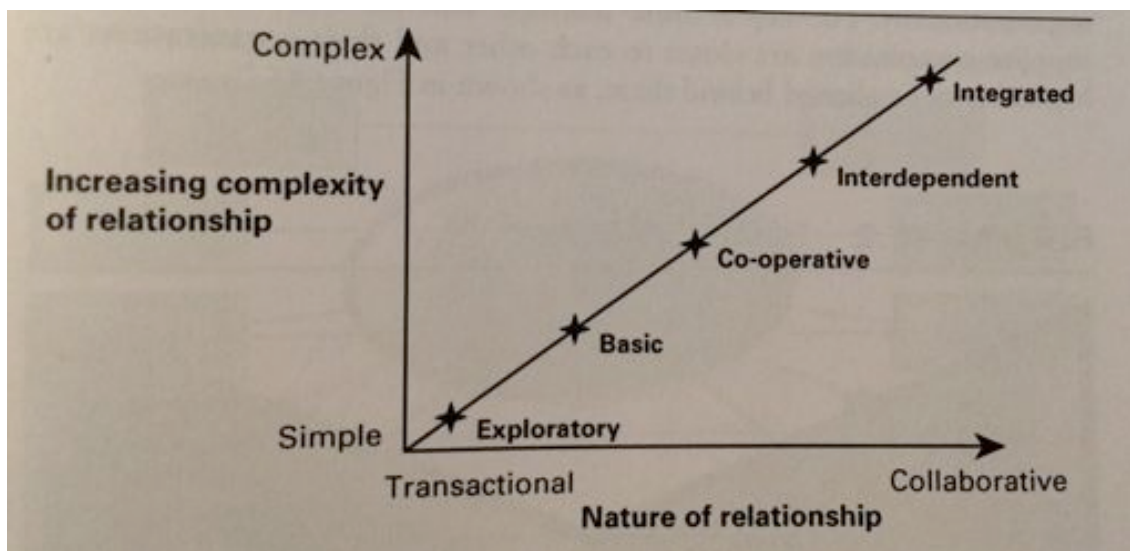 Complex
Integrated
Increasing complexity
of relationship
Interdependent
Co-operative
Basic
Exploratory
Simple
Transactional
Collaborative
Nature of relationship